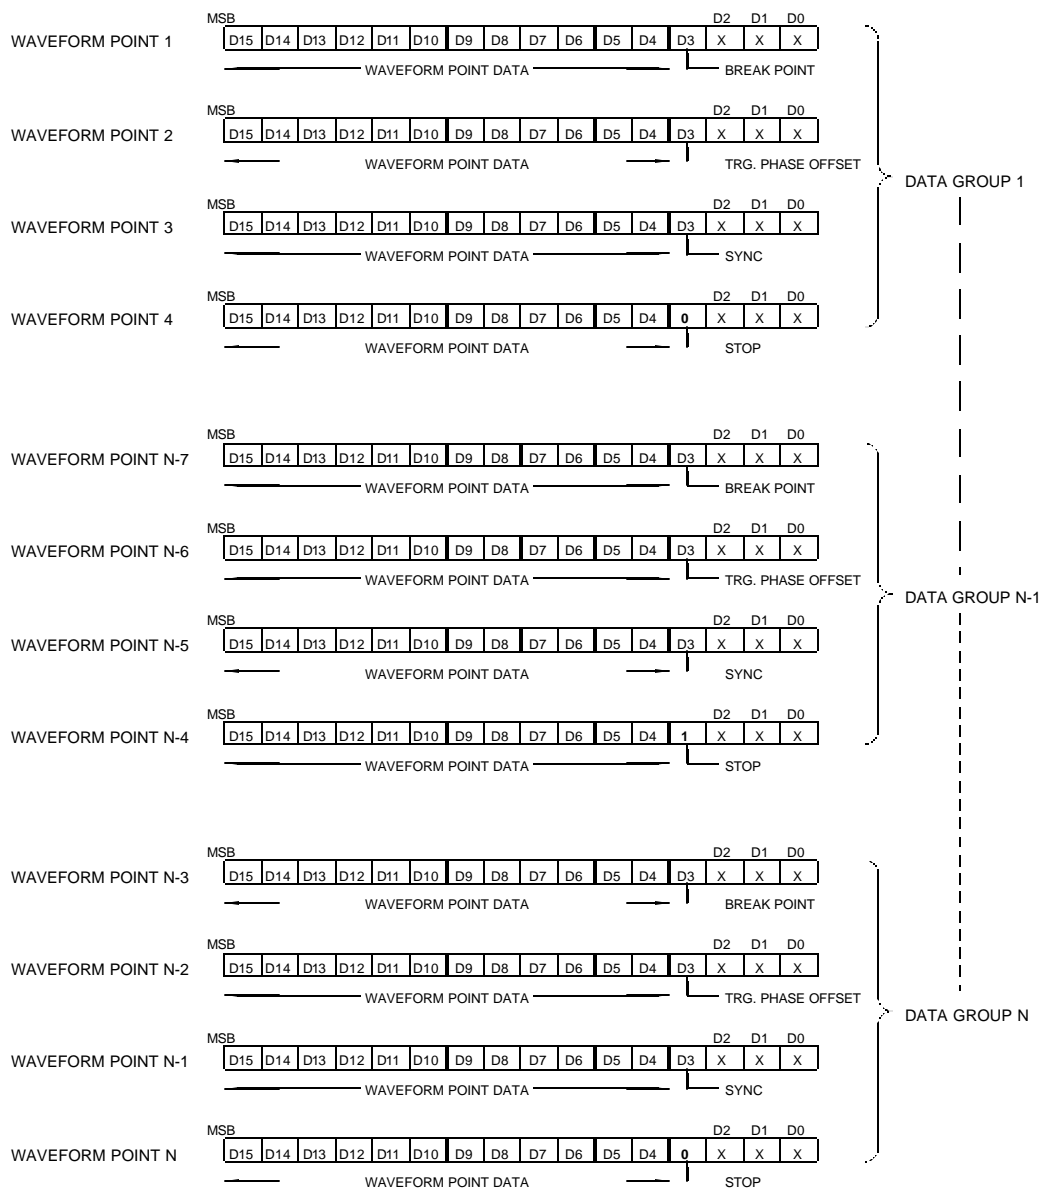 MSB D2 D1 D0
WAVEFORM POINT 1 D15 D14 D13 D12 D11 D10 D9 D8 D7 D6 D5 D4 D3 X X X
WAVEFORM POINT DATA BREAK POINT
MSB D2 D1 D0
WAVEFORM POINT 2 D15 D14 D13 D12 D11 D10 D9 D8 D7 D6 D5 D4 D3 X X X
WAVEFORM POINT DATA TRG. PHASE OFFSET
DATA GROUP 1
MSB D2 D1 D0
WAVEFORM POINT 3 D15 D14 D13 D12 D11 D10 D9 D8 D7 D6 D5 D4 D3 X X X
WAVEFORM POINT DATA SYNC
MSB D2 D1 D0
WAVEFORM POINT 4 D15 D14 D13 D12 D11 D10 D9 D8 D7 D6 D5 D4 0 X X X
WAVEFORM POINT DATA STOP
MSB D2 D1 D0
WAVEFORM POINT N-7 D15 D14 D13 D12 D11 D10 D9 D8 D7 D6 D5 D4 D3 X X X
WAVEFORM POINT DATA BREAK POINT
MSB D2 D1 D0
WAVEFORM POINT N-6 D15 D14 D13 D12 D11 D10 D9 D8 D7 D6 D5 D4 D3 X X X
WAVEFORM POINT DATA TRG. PHASE OFFSET
DATA GROUP N-1
MSB D2 D1 D0
WAVEFORM POINT N-5 D15 D14 D13 D12 D11 D10 D9 D8 D7 D6 D5 D4 D3 X X X
WAVEFORM POINT DATA SYNC
MSB D2 D1 D0
WAVEFORM POINT N-4 D15 D14 D13 D12 D11 D10 D9 D8 D7 D6 D5 D4 1 X X X
WAVEFORM POINT DATA STOP
MSB D2 D1 D0
WAVEFORM POINT N-3 D15 D14 D13 D12 D11 D10 D9 D8 D7 D6 D5 D4 D3 X X X
WAVEFORM POINT DATA BREAK POINT
MSB D2 D1 D0
WAVEFORM POINT N-2 D15 D14 D13 D12 D11 D10 D9 D8 D7 D6 D5 D4 D3 X X X
WAVEFORM POINT DATA TRG. PHASE OFFSET
DATA GROUP N
MSB D2 D1 D0
WAVEFORM POINT N-1 D15 D14 D13 D12 D11 D10 D9 D8 D7 D6 D5 D4 D3 X X X
WAVEFORM POINT DATA SYNC
MSB D2 D1 D0
WAVEFORM POINT N D15 D14 D13 D12 D11 D10 D9 D8 D7 D6 D5 D4 0 X X X
WAVEFORM POINT DATA STOP